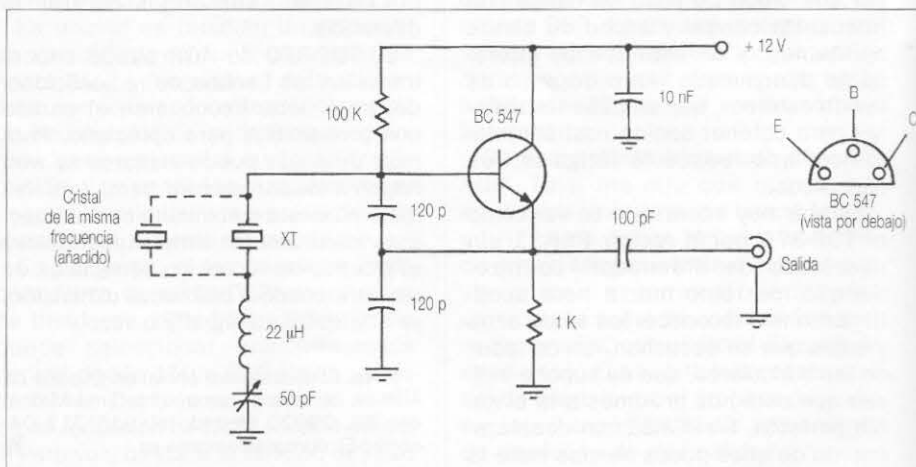 + 12 V
100 K
BC 547
10 nF
E
B
C
BC 547
(visto por debajo)
Cristal
de la misma
frecuencia
(añadido)
XT
120 p
100 pF
Salida
22 µH
120 p
1 K
50 pF